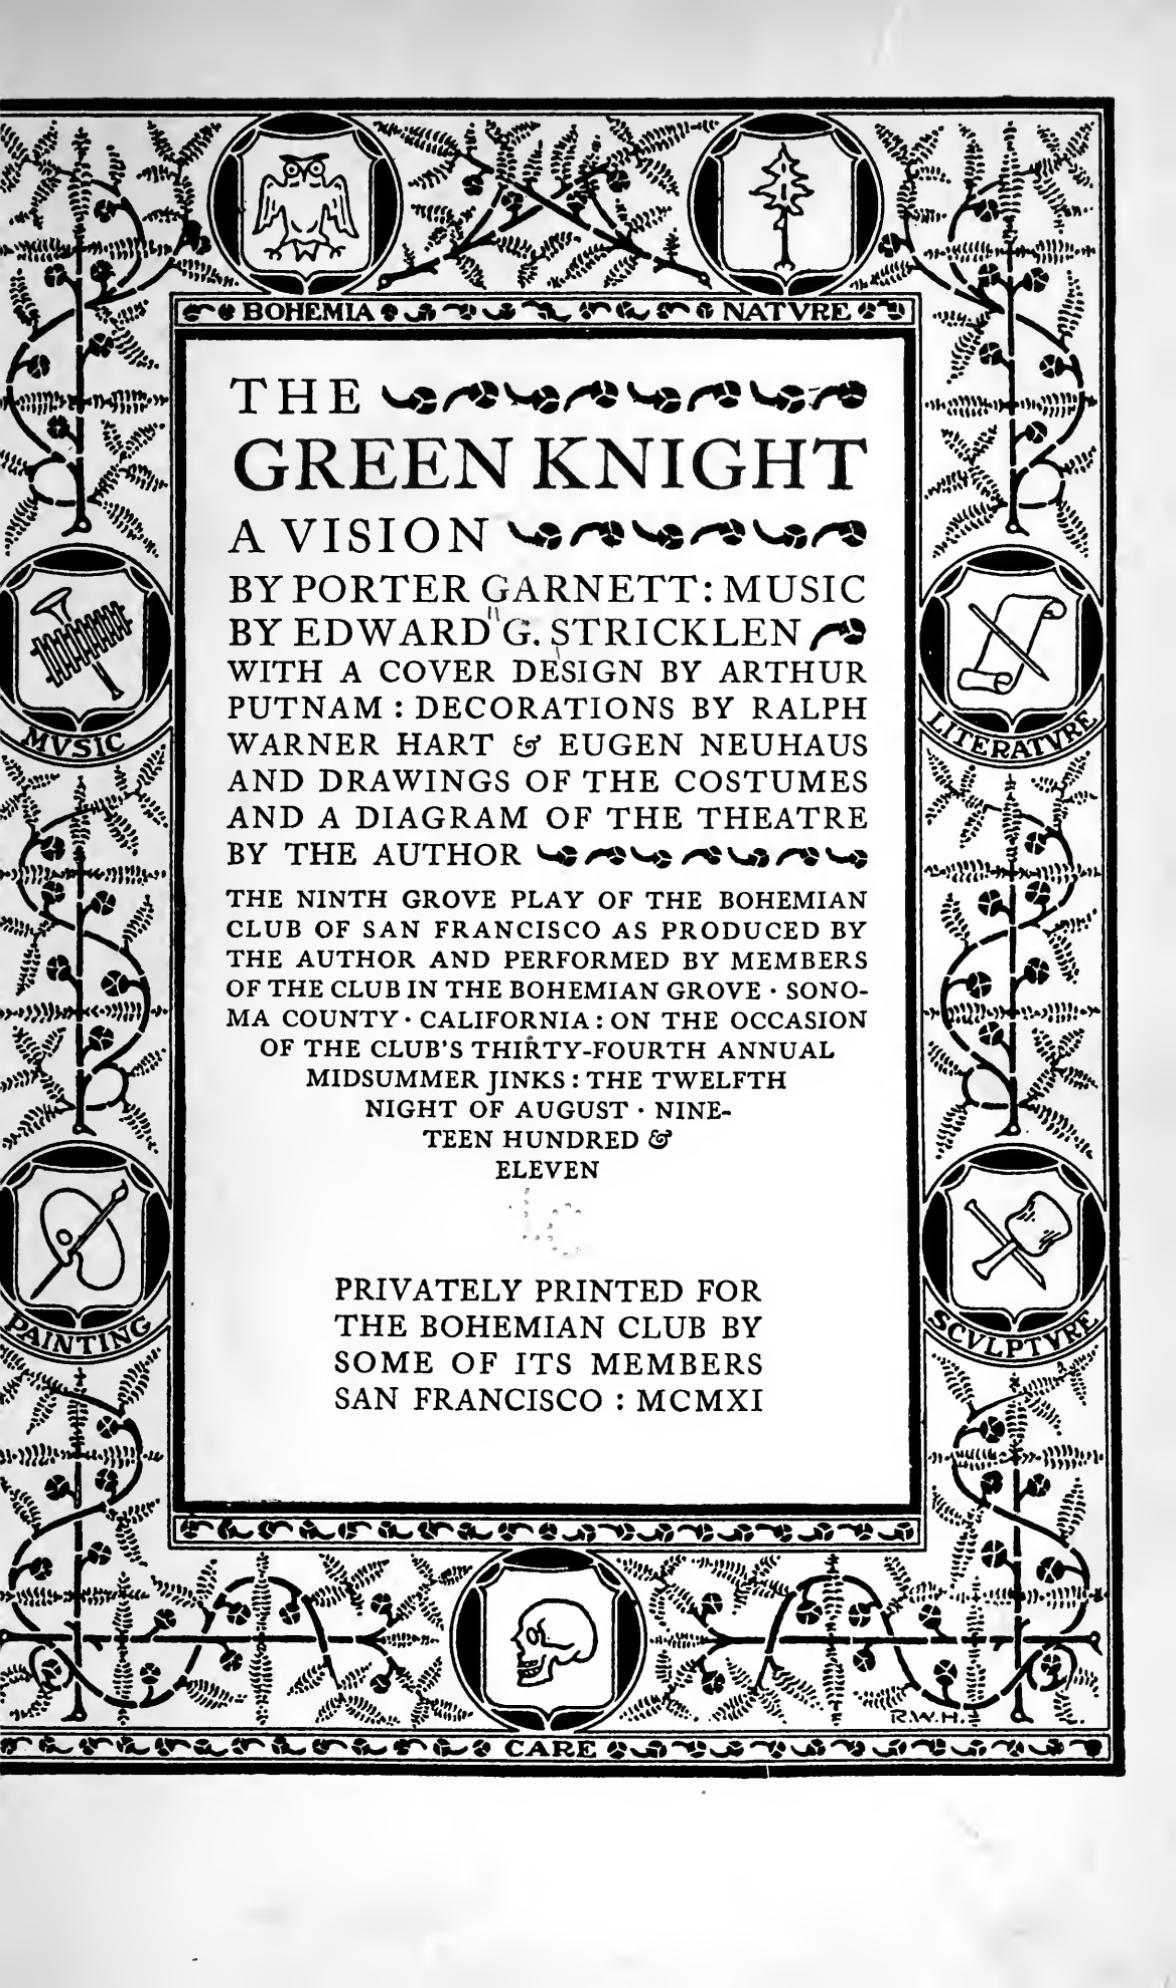 BOHEMIA NATVRE
THE
GREEN KNIGHT
A VISION
BY PORTER GARNETT: MUSIC
BY EDWARD G. STRICKLEN
WITH A COVER DESIGN BY ARTHUR
PUTNAM : DECORATIONS BY RALPH
WARNER HART & EUGEN NEUHAUS
AND DRAWINGS OF THE COSTUMES
AND A DIAGRAM OF THE THEATRE
BY THE AUTHOR
THE NINTH GROVE PLAY OF THE BOHEMIAN
CLUB OF SAN FRANCISCO AS PRODUCED BY
THE AUTHOR AND PERFORMED BY MEMBERS
OF THE CLUB IN THE BOHEMIAN GROVE · SONO-
MA COUNTY · CALIFORNIA : ON THE OCCASION
OF THE CLUB'S THIRTY-FOURTH ANNUAL
MIDSUMMER JINKS : THE TWELFTH
NIGHT OF AUGUST · NINE-
TEEN HUNDRED &
ELEVEN
PRIVATELY PRINTED FOR
THE BOHEMIAN CLUB BY
SOME OF ITS MEMBERS
SAN FRANCISCO : MCMXI
MVSIC
LITERATVRE
PAINTING
SCVLPTVRE
R.W.H.
CARE